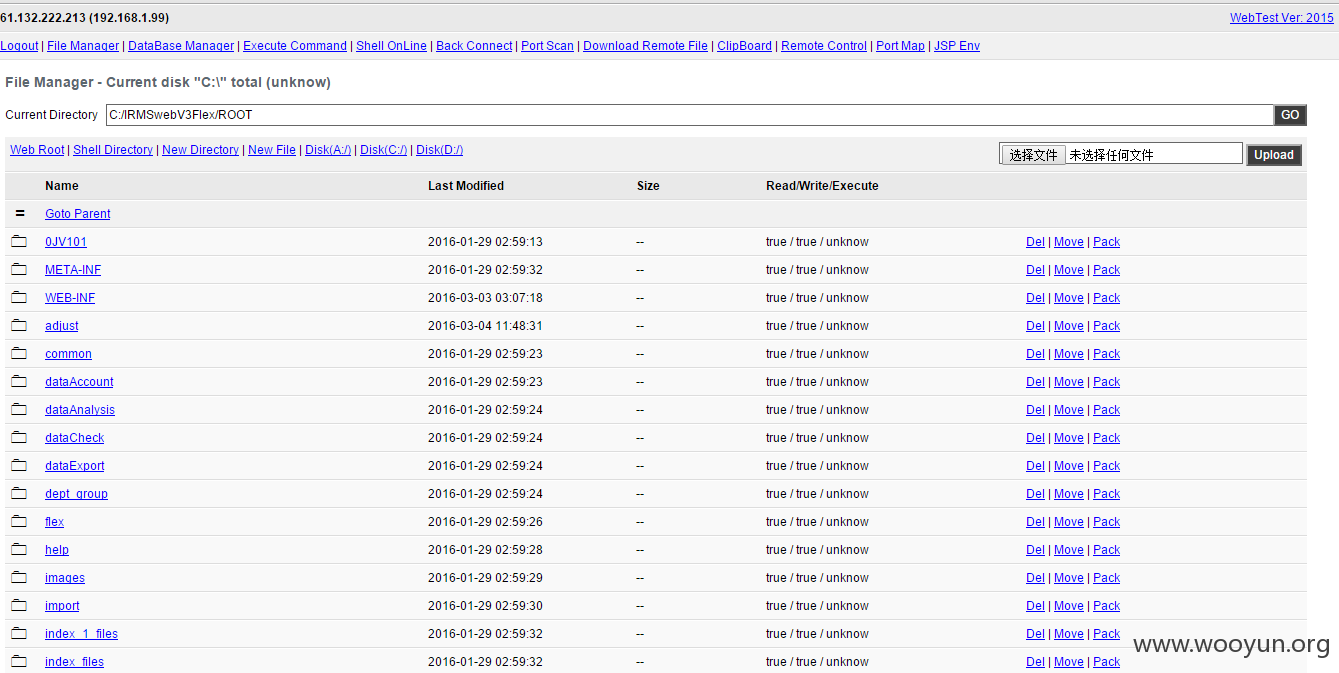 61.132.222.213 (192.168.1.99) WebTest Ver: 2015
Logout | File Manager | DataBase Manager | Execute Command | Shell OnLine | Back Connect | Port Scan | Download Remote File | ClipBoard | Remote Control | Port Map | JSP Env
File Manager - Current disk "C:\" total (unknow)
Current Directory C:/IRMSwebV3Flex/ROOT GO
Web Root | Shell Directory | New Directory | New File | Disk(A:/) | Disk(C:/) | Disk(D:/) 选择文件 未选择任何文件 Upload
Name Last Modified Size Read/Write/Execute
= Goto Parent
0JV101 2016-01-29 02:59:13 -- true / true / unknow Del | Move | Pack
META-INF 2016-01-29 02:59:32 -- true / true / unknow Del | Move | Pack
WEB-INF 2016-03-03 03:07:18 -- true / true / unknow Del | Move | Pack
adjust 2016-03-04 11:48:31 -- true / true / unknow Del | Move | Pack
common 2016-01-29 02:59:23 -- true / true / unknow Del | Move | Pack
dataAccount 2016-01-29 02:59:23 -- true / true / unknow Del | Move | Pack
dataAnalysis 2016-01-29 02:59:24 -- true / true / unknow Del | Move | Pack
dataCheck 2016-01-29 02:59:24 -- true / true / unknow Del | Move | Pack
dataExport 2016-01-29 02:59:24 -- true / true / unknow Del | Move | Pack
dept_group 2016-01-29 02:59:24 -- true / true / unknow Del | Move | Pack
flex 2016-01-29 02:59:26 -- true / true / unknow Del | Move | Pack
help 2016-01-29 02:59:28 -- true / true / unknow Del | Move | Pack
images 2016-01-29 02:59:29 -- true / true / unknow Del | Move | Pack
import 2016-01-29 02:59:30 -- true / true / unknow Del | Move | Pack
index_1_files 2016-01-29 02:59:32 -- true / true / unknow Del | Move | Pack
index_files 2016-01-29 02:59:32 -- true / true / unknow Del | Move | Pack
www.wooyun.org